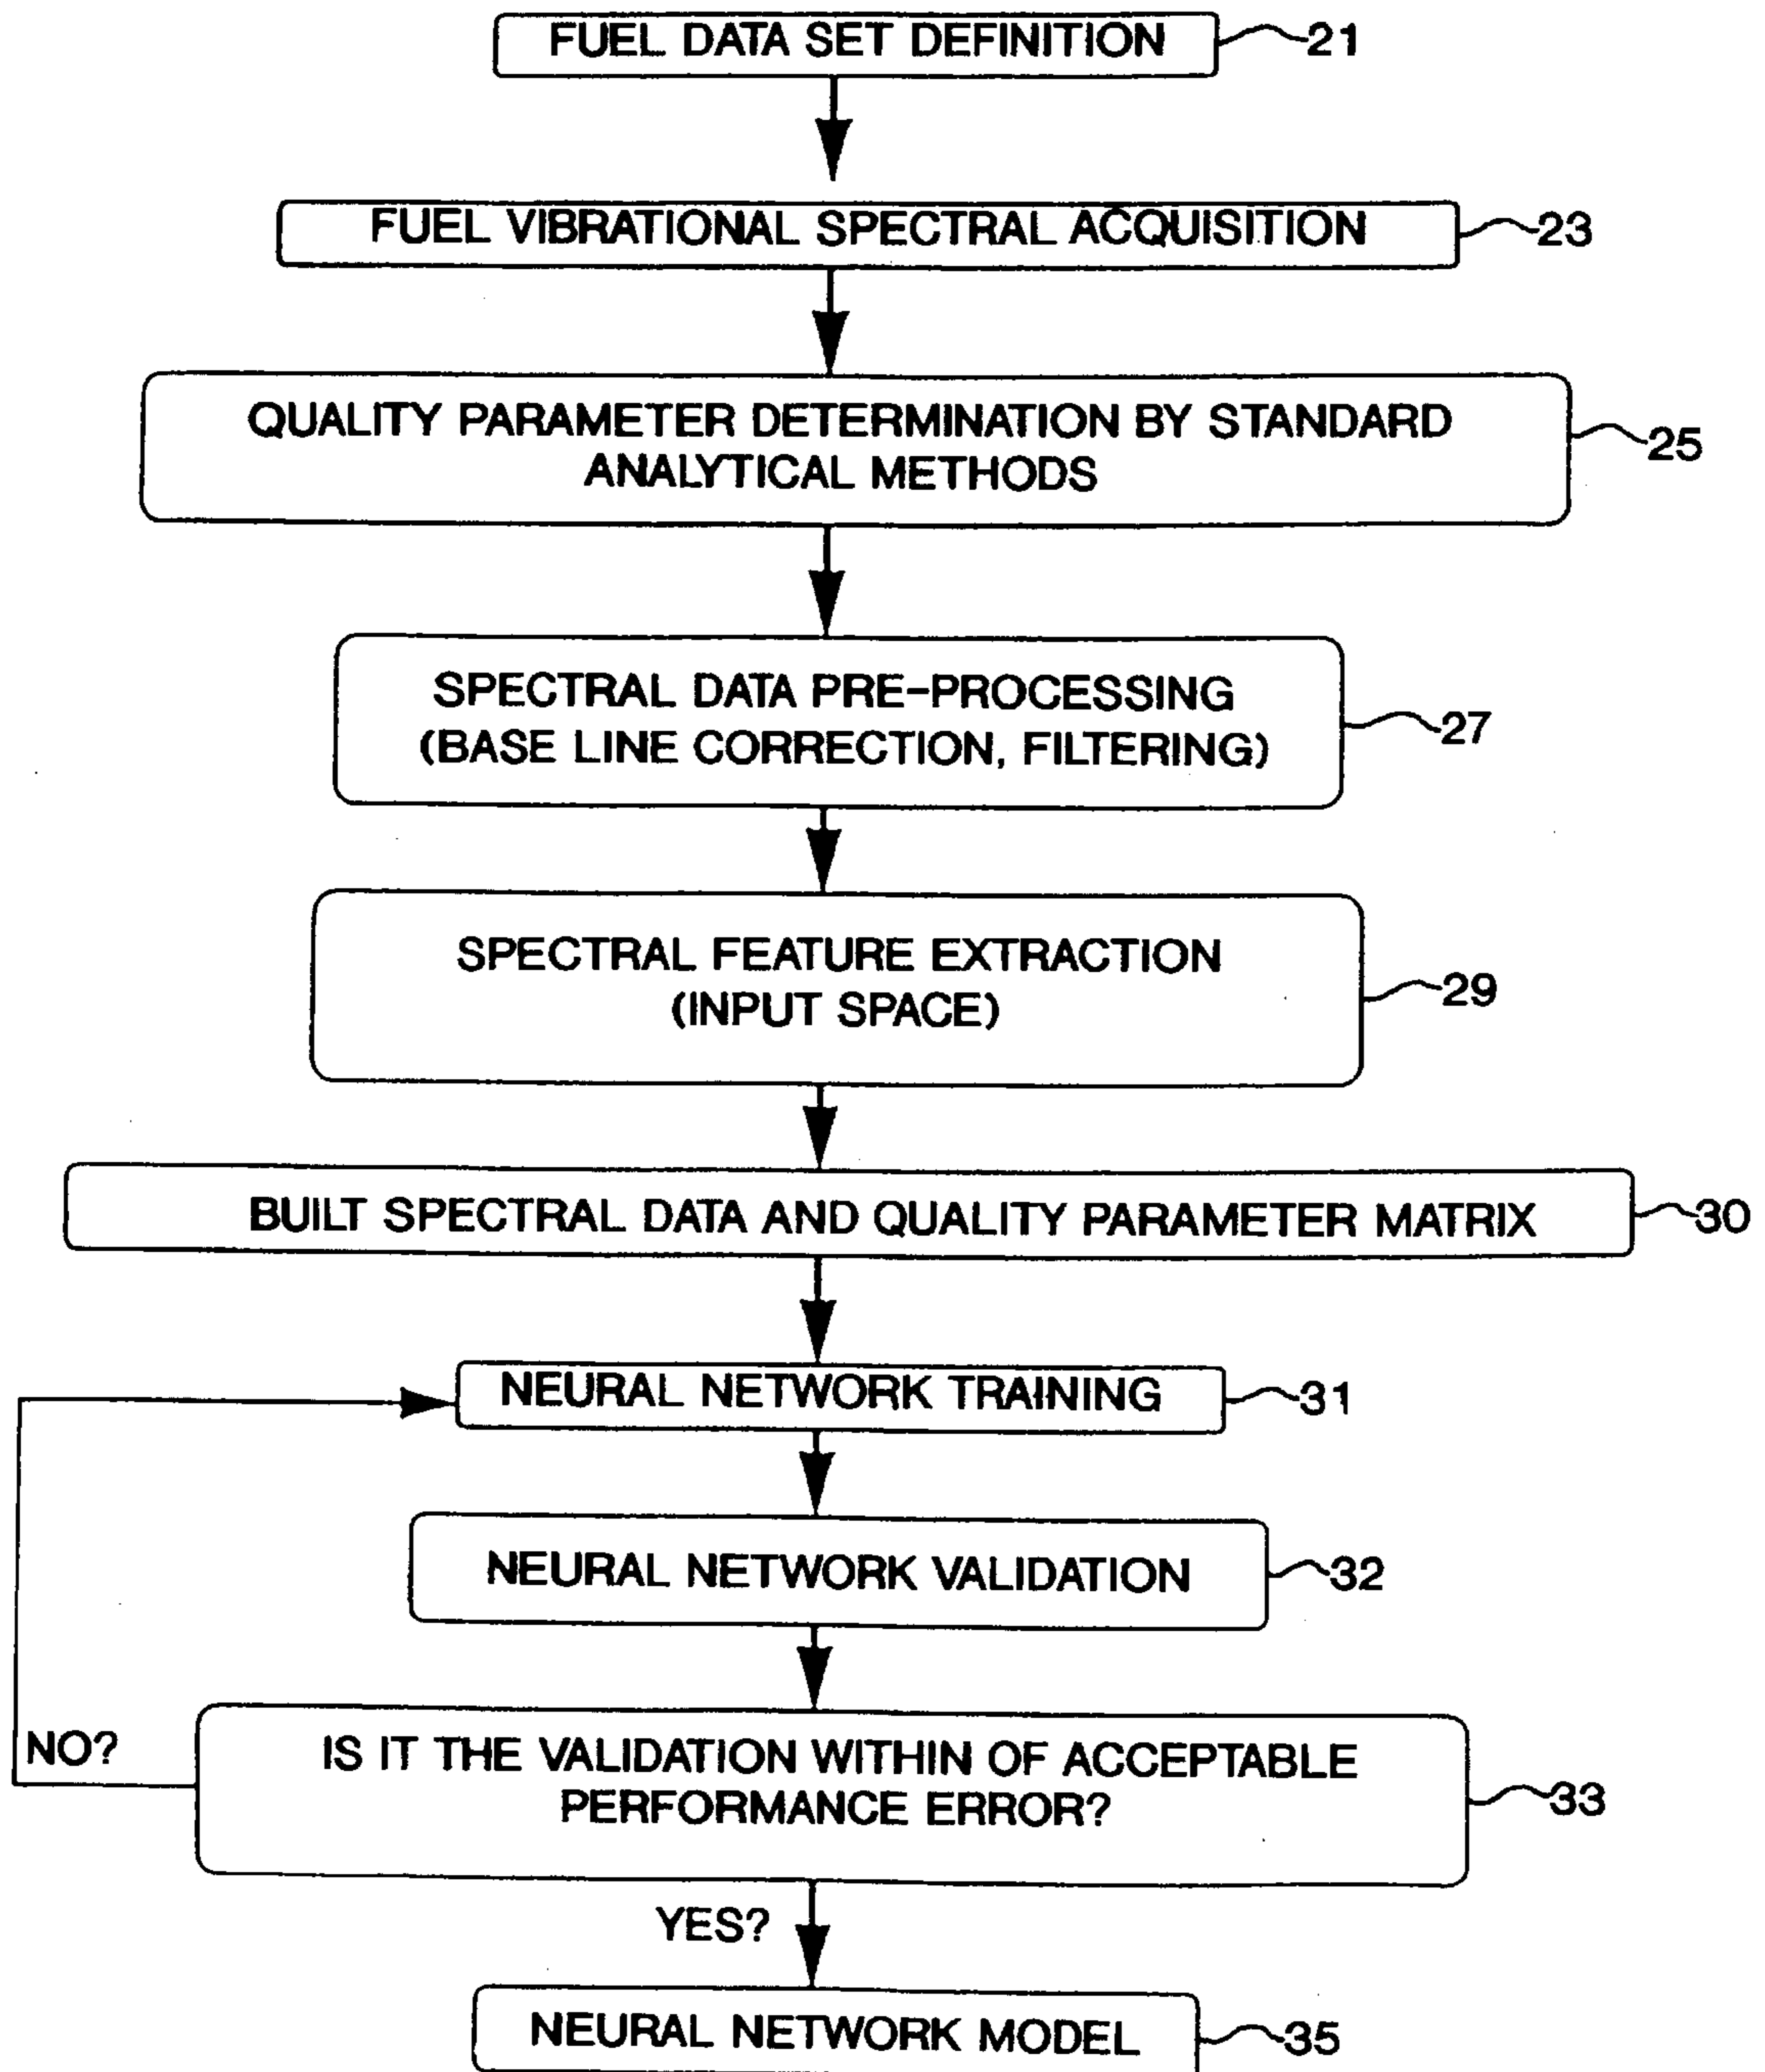 FUEL DATA SET DEFINITION 21
FUEL VIBRATIONAL SPECTRAL ACQUISITION 23
QUALITY PARAMETER DETERMINATION BY STANDARD
ANALYTICAL METHODS
25
SPECTRAL DATA PRE-PROCESSING
(BASE LINE CORRECTION, FILTERING)
27
SPECTRAL FEATURE EXTRACTION
(INPUT SPACE)
29
BUILT SPECTRAL DATA AND QUALITY PARAMETER MATRIX 30
NEURAL NETWORK TRAINING 31
NEURAL NETWORK VALIDATION 32
NO?
IS IT THE VALIDATION WITHIN OF ACCEPTABLE
PERFORMANCE ERROR?
33
YES?
NEURAL NETWORK MODEL 35